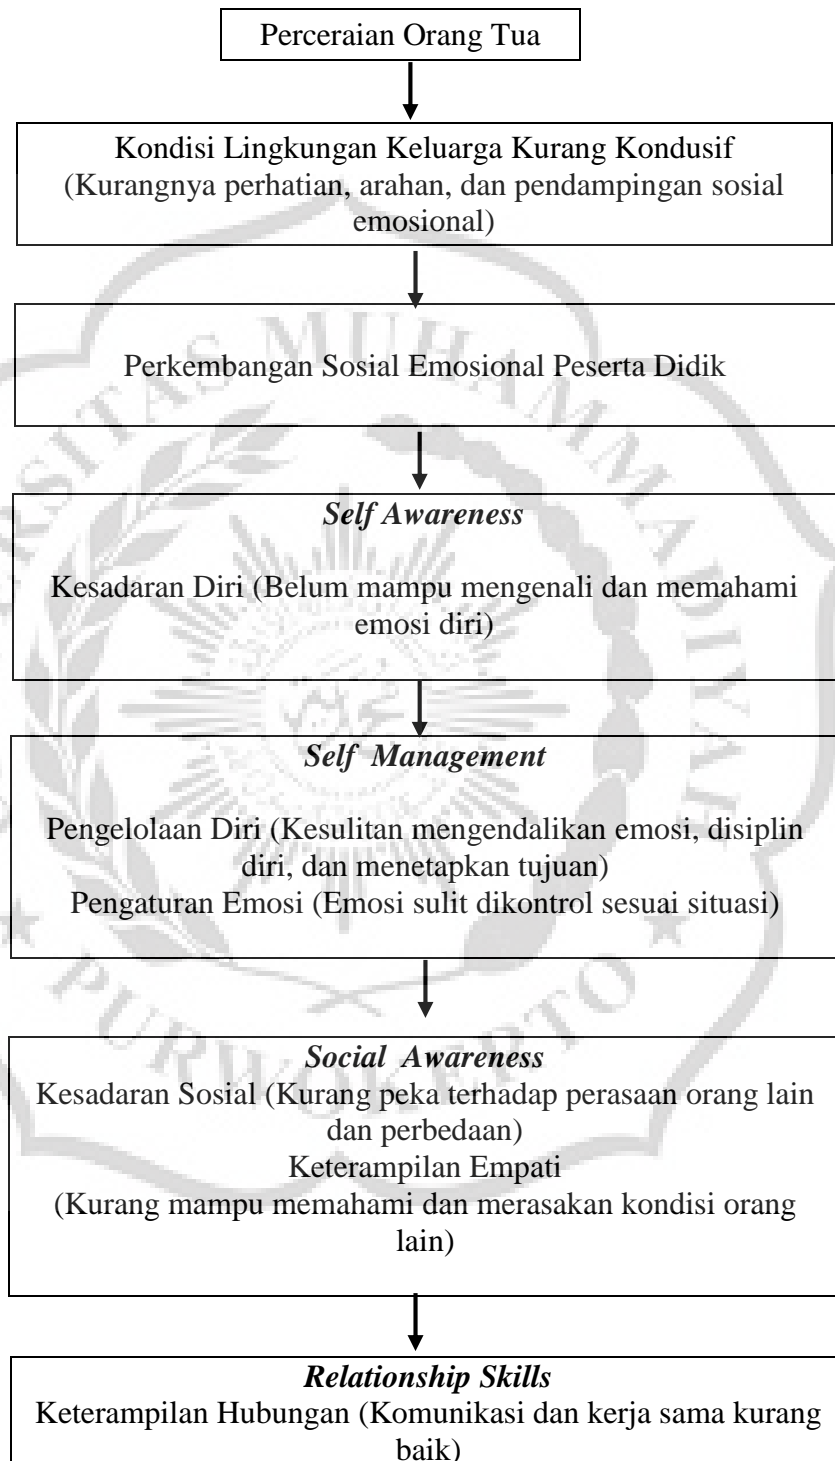 Perceraian Orang Tua
Kondisi Lingkungan Keluarga Kurang Kondusif
(Kurangnya perhatian, arahan, dan pendampingan sosial
emosional)
Perkembangan Sosial Emosional Peserta Didik
Self Awareness
Kesadaran Diri (Belum mampu mengenali dan memahami
emosi diri)
Self Management
Pengelolaan Diri (Kesulitan mengendalikan emosi, disiplin
diri, dan menetapkan tujuan)
Pengaturan Emosi (Emosi sulit dikontrol sesuai situasi)
Social Awareness
Kesadaran Sosial (Kurang peka terhadap perasaan orang lain
dan perbedaan)
Keterampilan Empati
(Kurang mampu memahami dan merasakan kondisi orang
lain)
Relationship Skills
Keterampilan Hubungan (Komunikasi dan kerja sama kurang
baik)
MUHAMMADIYAH
PURWOKERTO